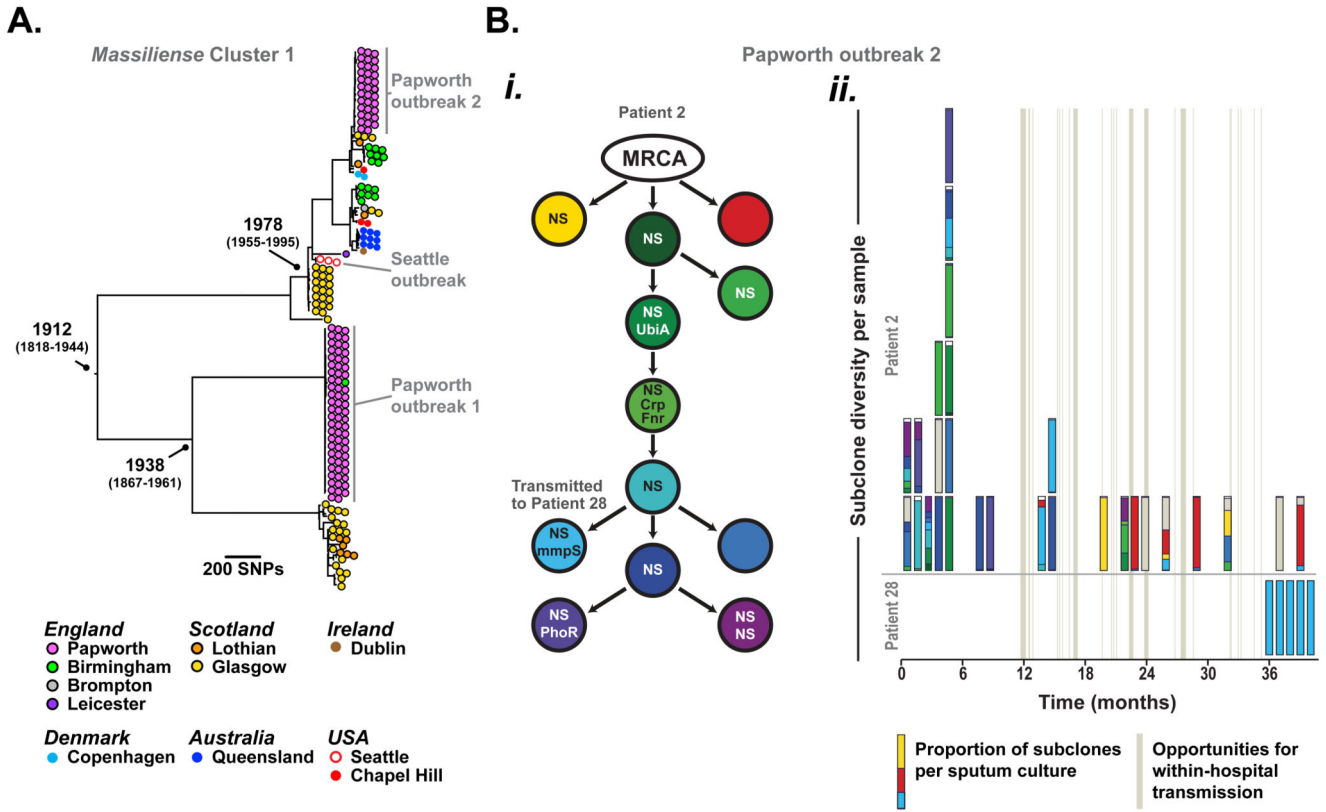 A.
Massiliense Cluster 1
Papworth
outbreak 2
1978
(1955-1995)
Seattle
outbreak
1912
(1818-1944)
Papworth
outbreak 1
1938
(1867-1961)
200 SNPs
England
Papworth
Birmingham
Brompton
Leicester
Scotland
Lothian
Glasgow
Ireland
Dublin
Denmark
Copenhagen
Australia
Queensland
USA
Seattle
Chapel Hill
B.
Papworth outbreak 2
i.
Patient 2
MRCA
NS
NS
NS
NS
UbiA
NS
Crp
Fnr
NS
Transmitted
to Patient 28
NS
mmpS
NS
NS
PhoR
NS
NS
ii.
Subclone diversity per sample
Patient 2
Patient 28
0 6 12 18 24 30 36
Time (months)
Proportion of subclones
per sputum culture
Opportunities for
within-hospital
transmission